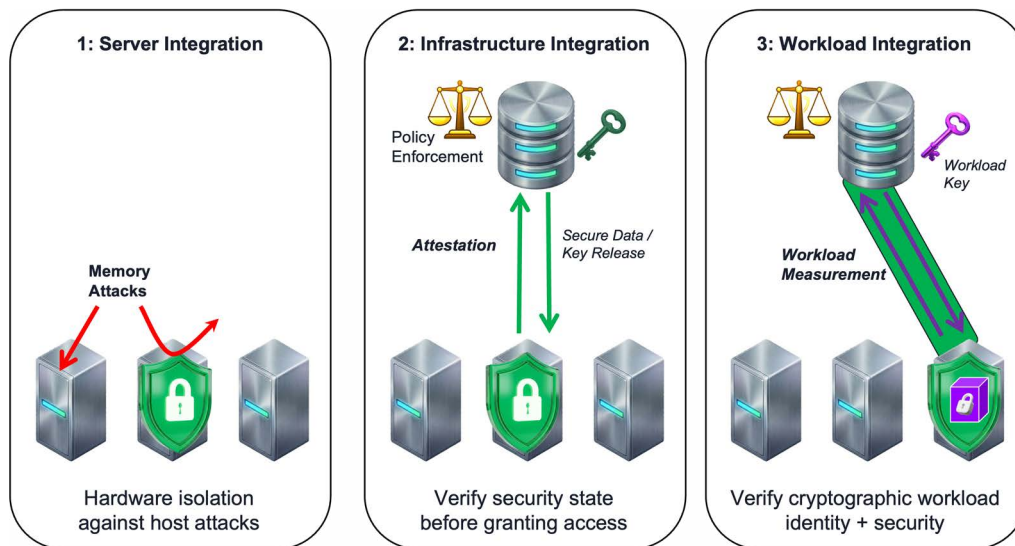 1: Server Integration
Memory
Attacks
Hardware isolation
against host attacks
2: Infrastructure Integration
Policy
Enforcement
Attestation
Secure Data /
Key Release
Verify security state
before granting access
3: Workload Integration
Workload
Key
Workload
Measurement
Verify cryptographic workload
identity + security